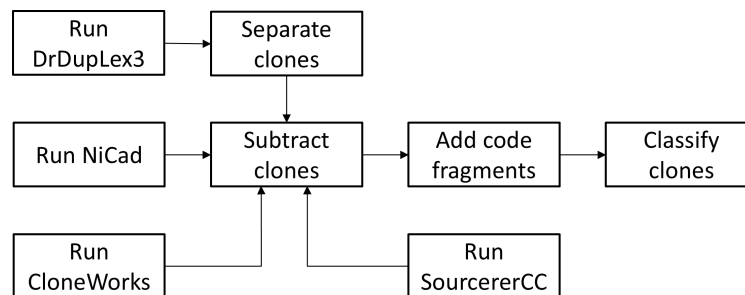 Run
DrDupLex3
Separate
clones
Run NiCad
Subtract
clones
Add code
fragments
Classify
clones
Run
CloneWorks
Run
SourcererCC